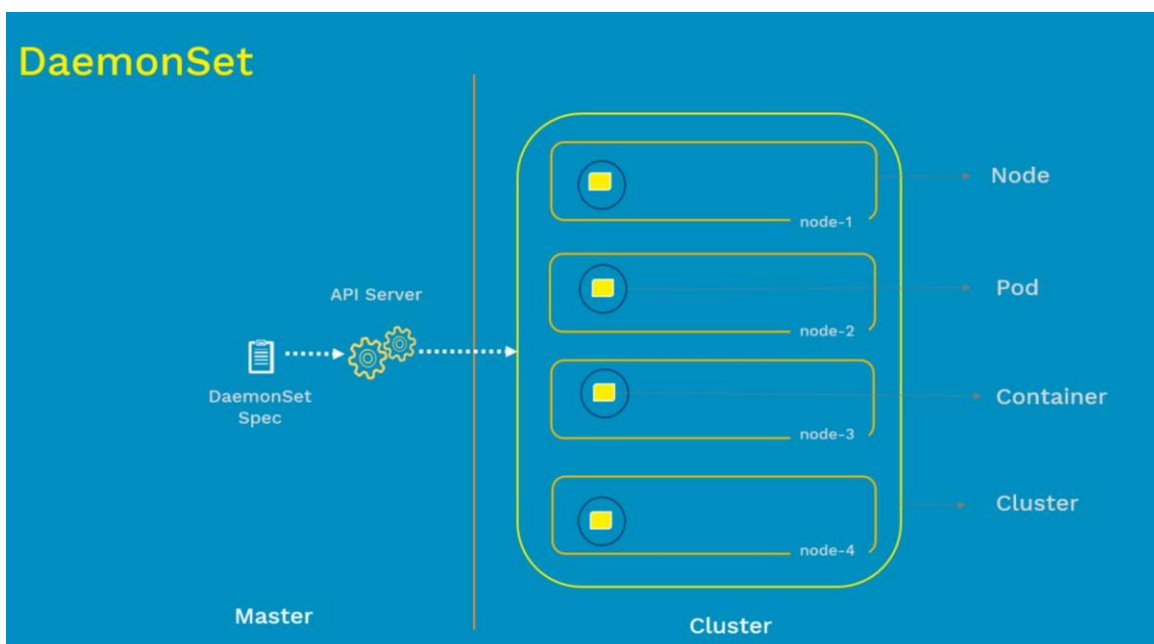 DaemonSet
Node
node-1
Pod
API Server
node-2
DaemonSet
Spec
Container
node-3
Cluster
node-4
Master
Cluster